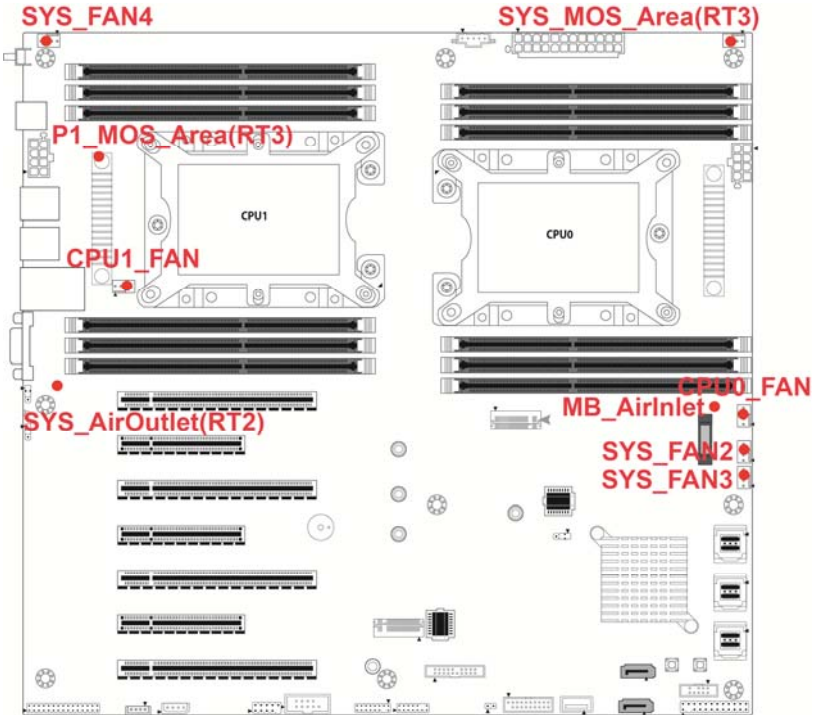 SYS_FAN4
SYS_MOS_Area(RT3)
P1_MOS_Area(RT3)
CPU1
CPU0
CPU1_FAN
CPU0_FAN
MB_AirInlet
SYS_AirOutlet(RT2)
SYS_FAN2
SYS_FAN3